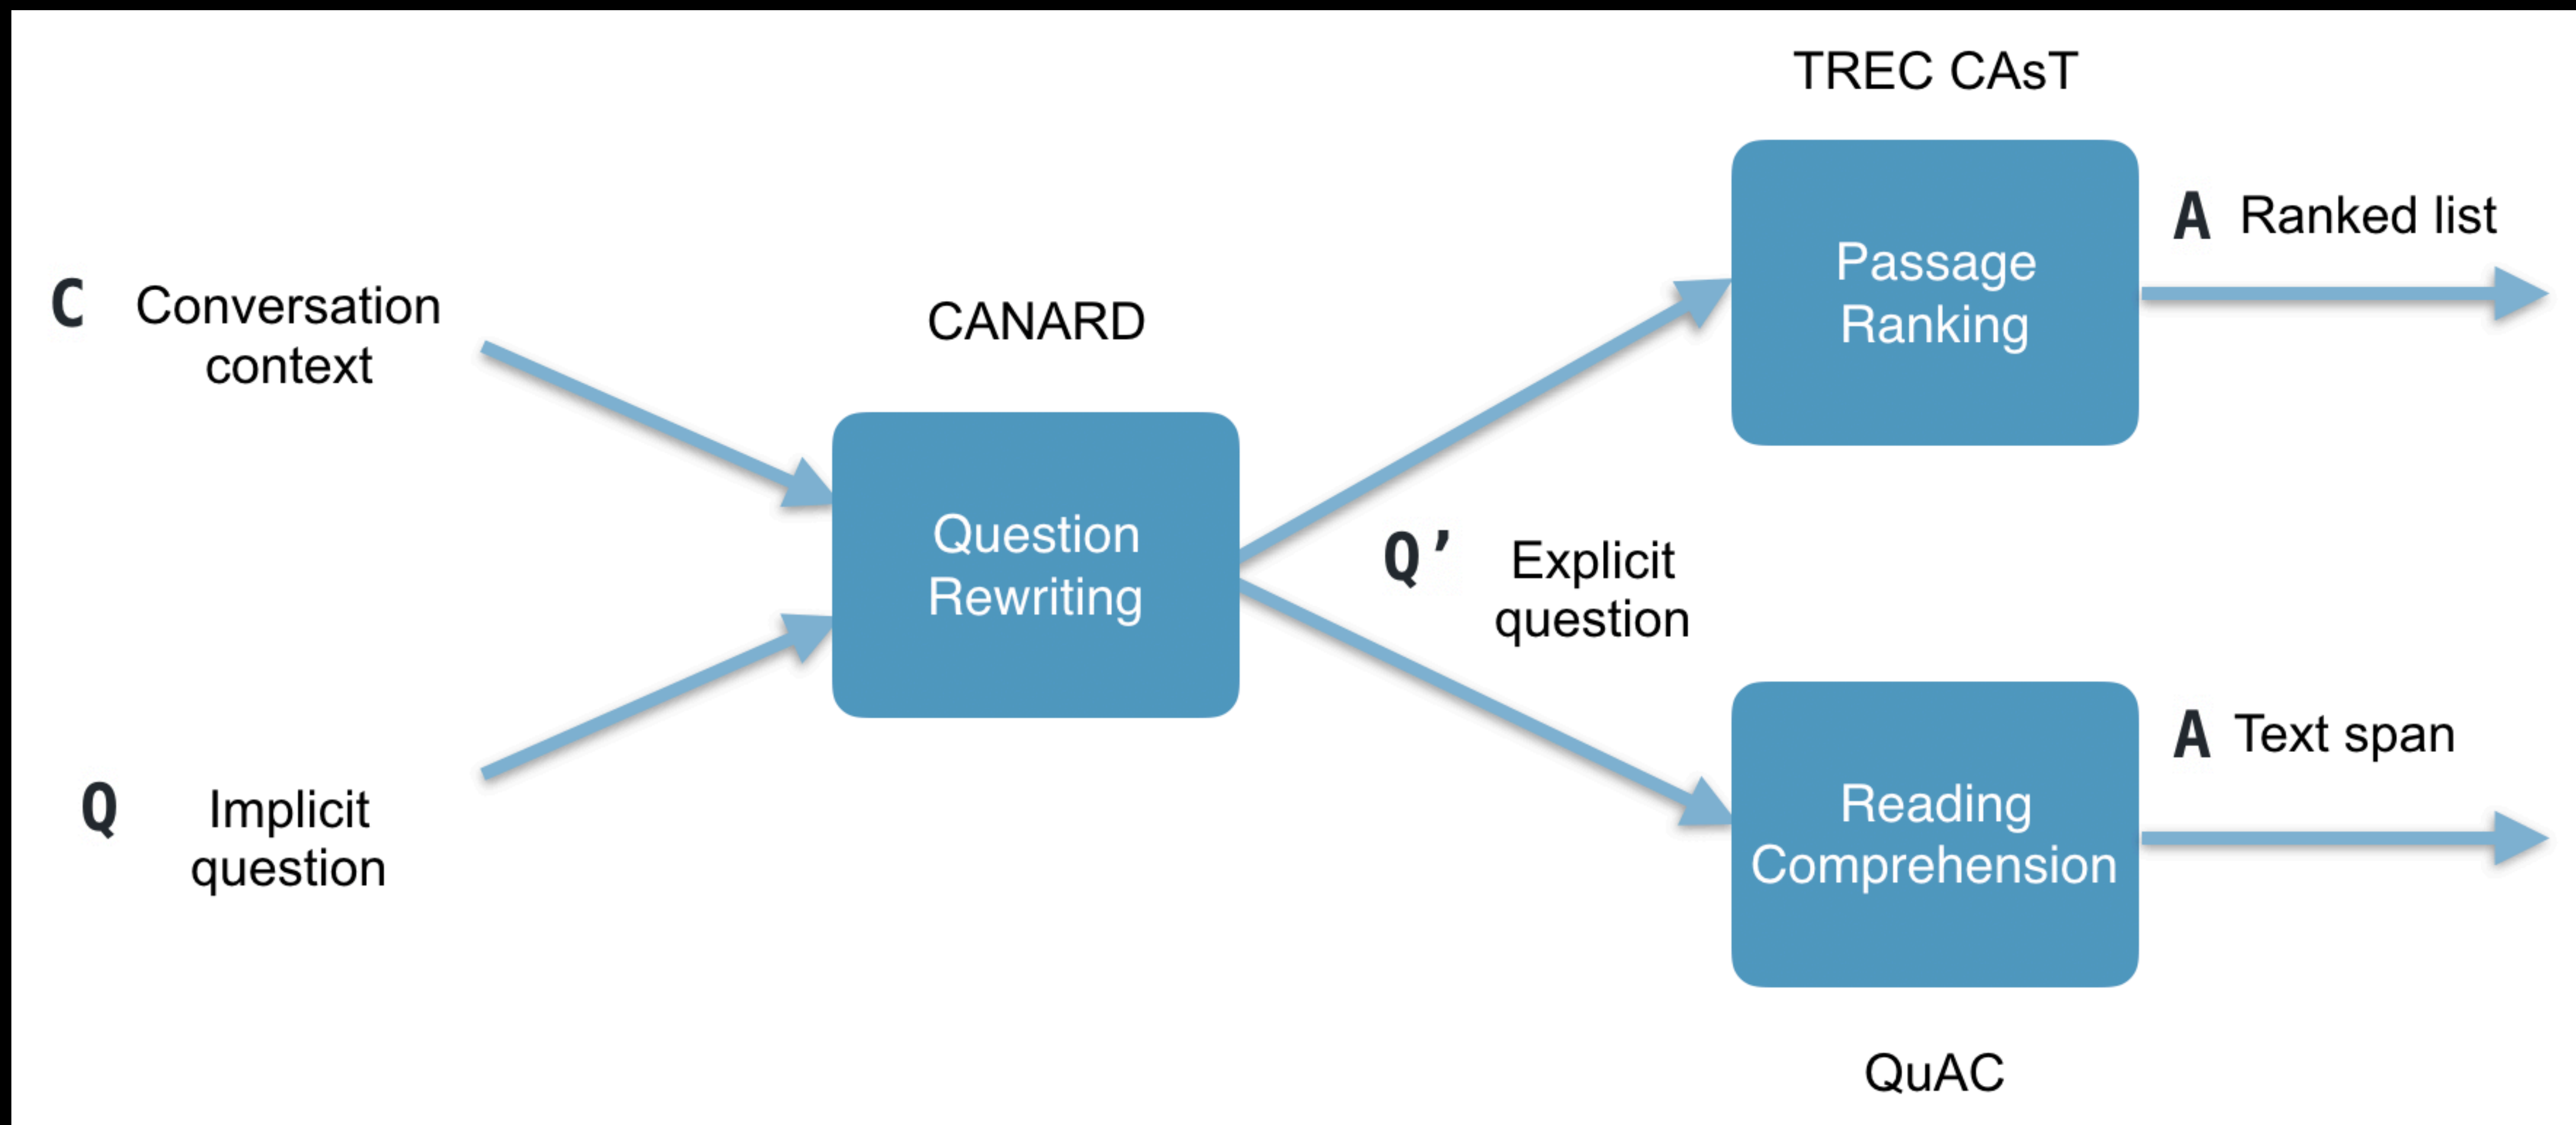 TREC CAsT
Passage
Ranking
A Ranked list
C Conversation
context
CANARD
Question
Rewriting
Q’ Explicit
question
Q Implicit
question
Reading
Comprehension
A Text span
QuAC